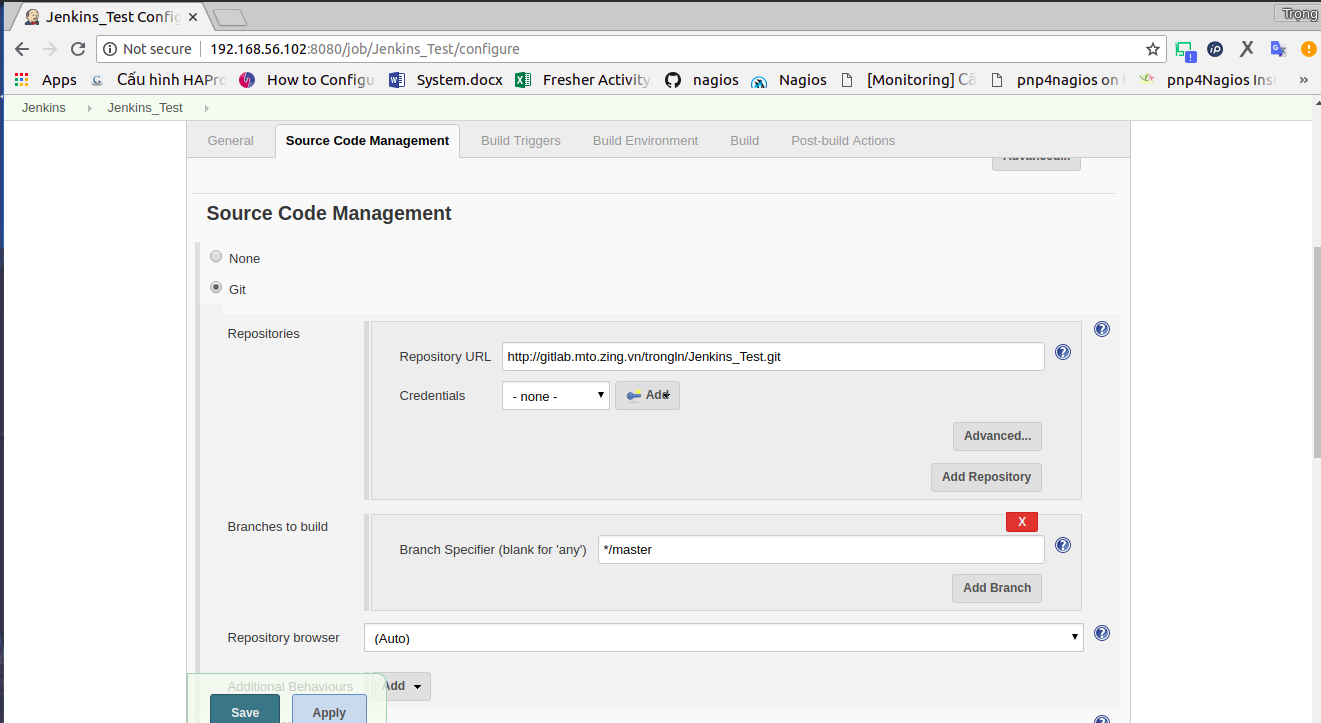 Jenkins_Test Config
Trong
Not secure 192.168.56.102:8080/job/Jenkins_Test/configure
Apps Cấu hình HAPro How to Configu System.docx Fresher Activity nagios Nagios [Monitoring] Cà pnp4nagios on pnp4Nagios Ins »
Jenkins Jenkins_Test
General Source Code Management Build Triggers Build Environment Build Post-build Actions
Advanced...
Source Code Management
None
Git
Repositories
Repository URL http://gitlab.mto.zing.vn/trongln/Jenkins_Test.git
Credentials - none - Add
Advanced...
Add Repository
Branches to build
X
Branch Specifier (blank for 'any') */master
Add Branch
Repository browser (Auto)
Additional Behaviours Add
Save Apply